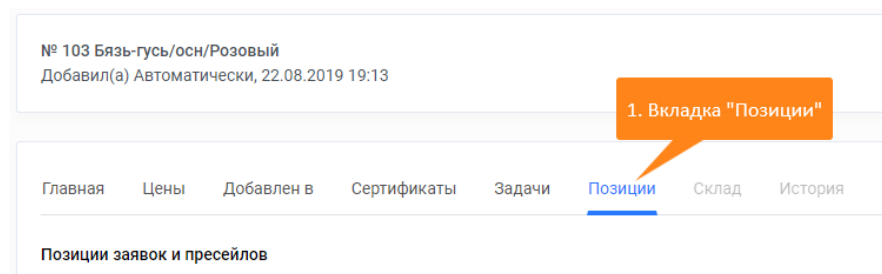 № 103 Бязь-гусь/осн/Розовый
Добавил(а) Автоматически, 22.08.2019 19:13
1. Вкладка "Позиции"
Главная Цены Добавлен в Сертификаты Задачи Позиции Склад История
Позиции заявок и пресейлов